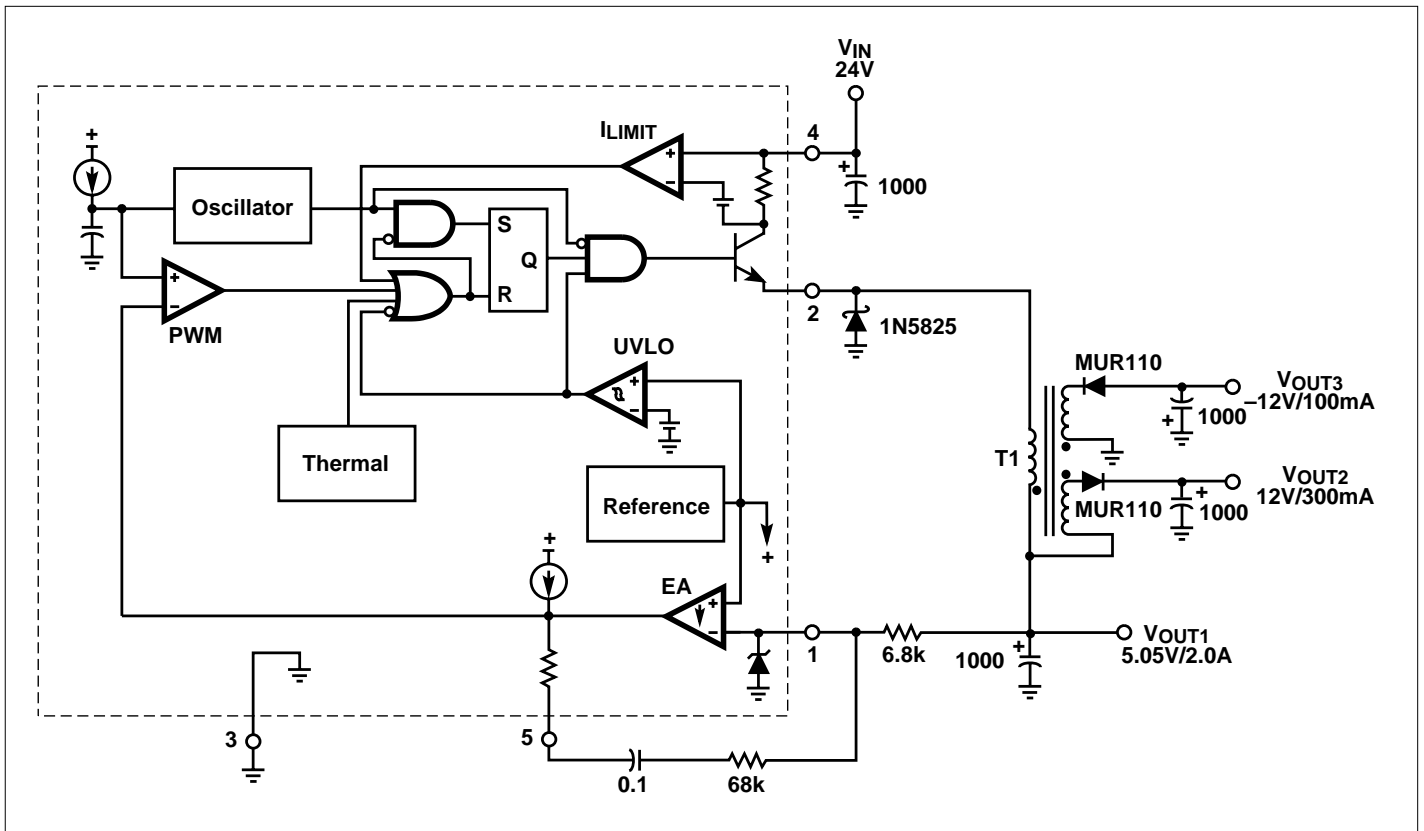 VIN
24V
4
ILIMIT
+
–
+
1000
+
Oscillator
S
Q
R
+
–
PWM
2
1N5825
UVLO
+
–
MUR110
VOUT3
–12V/100mA
+
1000
Thermal
T1
VOUT2
12V/300mA
+
1000
MUR110
Reference
+
+
EA
+
–
1
6.8k
+
1000
VOUT1
5.05V/2.0A
3
5
0.1
68k